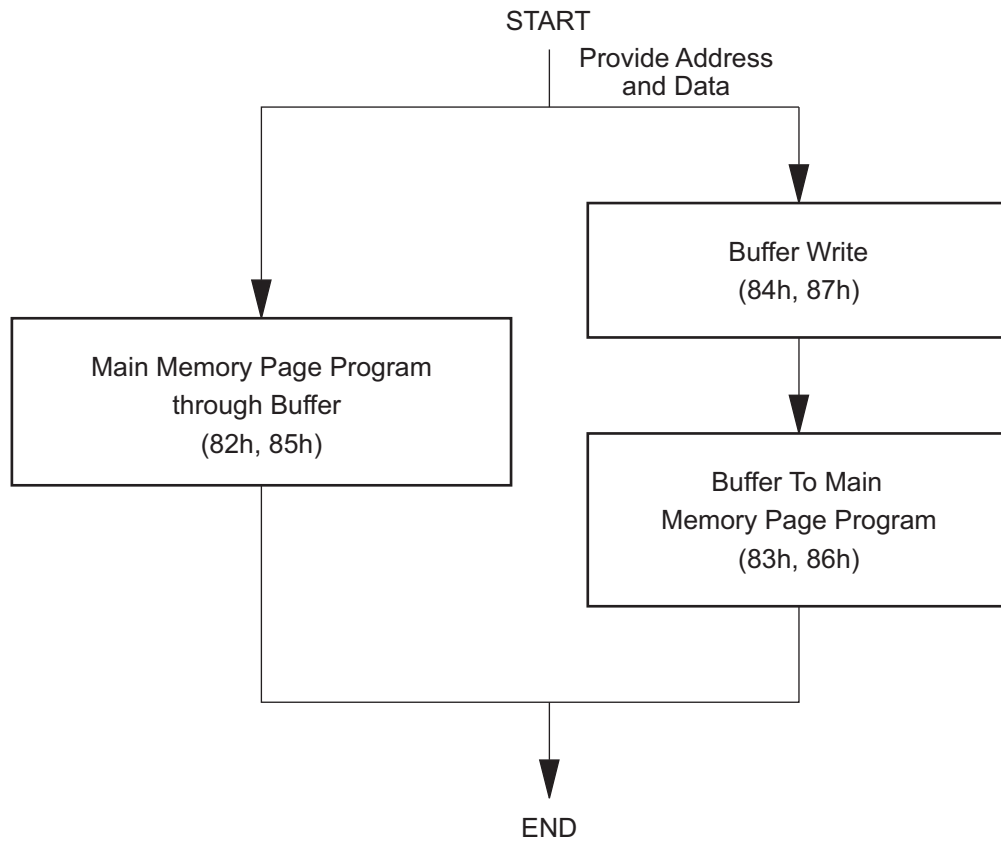 START
Provide Address
and Data
Buffer Write
(84h, 87h)
Main Memory Page Program
through Buffer
(82h, 85h)
Buffer To Main
Memory Page Program
(83h, 86h)
END